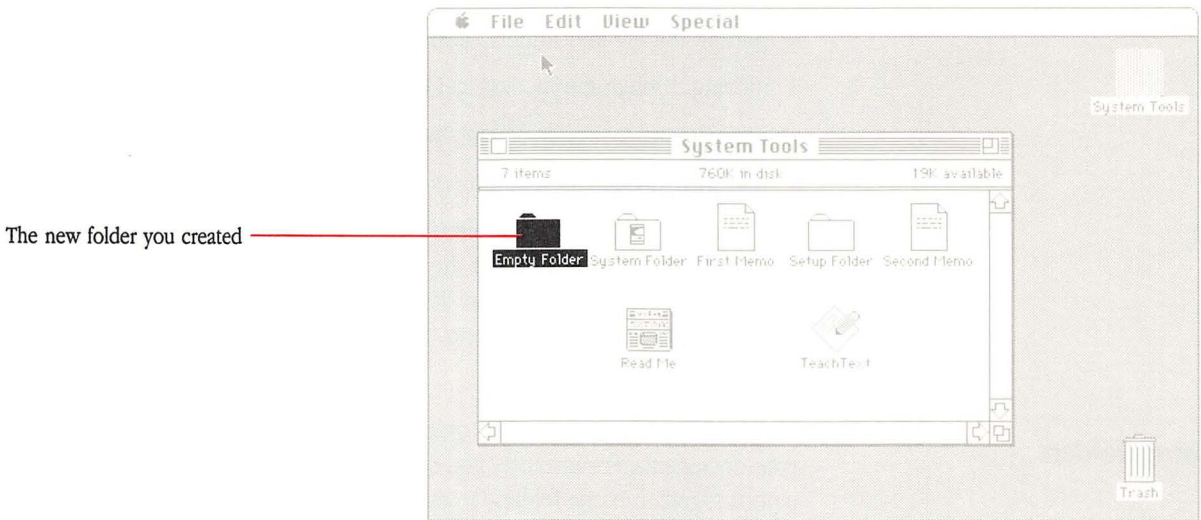 File Edit View Special
System Tools
System Tools
7 items 760K in disk 19K available
The new folder you created
Empty Folder System Folder First Memo Setup Folder Second Memo
Read Me TeachText
Trash